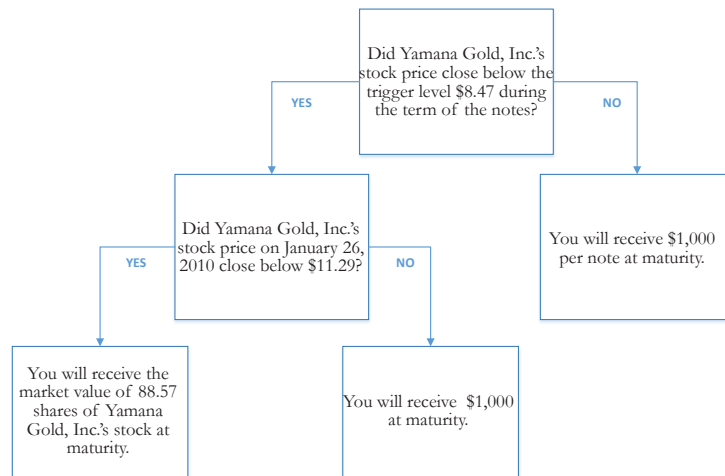 Did Yamana Gold, Inc.'s
stock price close below the
trigger level $8.47 during
the term of the notes?
YES
NO
Did Yamana Gold, Inc.'s
stock price on January 26,
2010 close below $11.29?
You will receive $1,000
per note at maturity.
YES
NO
You will receive the
market value of 88.57
shares of Yamana
Gold, Inc.'s stock at
maturity.
You will receive $1,000
at maturity.